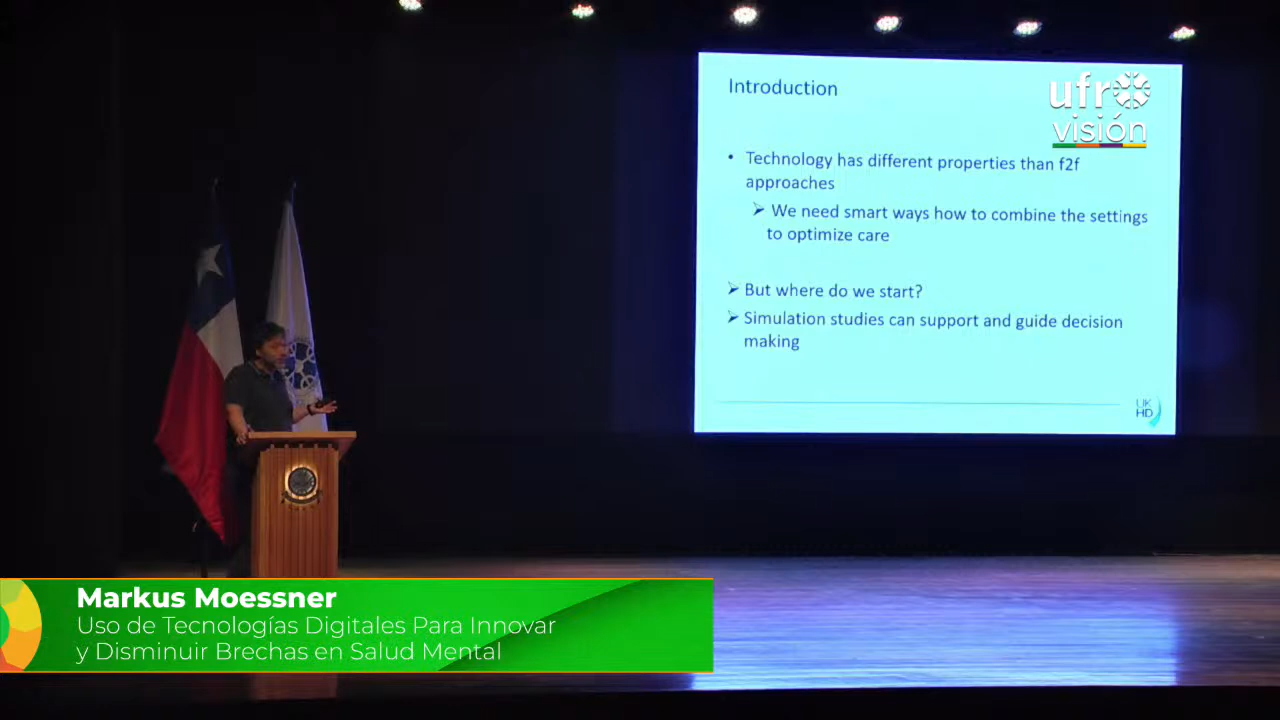 Introduction
ufro
visión
• Technology has different properties than f2f
approaches
➢ We need smart ways how to combine the settings
to optimize care
➢ But where do we start?
➢ Simulation studies can support and guide decision
making
UK
HD
Markus Moessner
Uso de Tecnologías Digitales Para Innovar
y Disminuir Brechas en Salud Mental